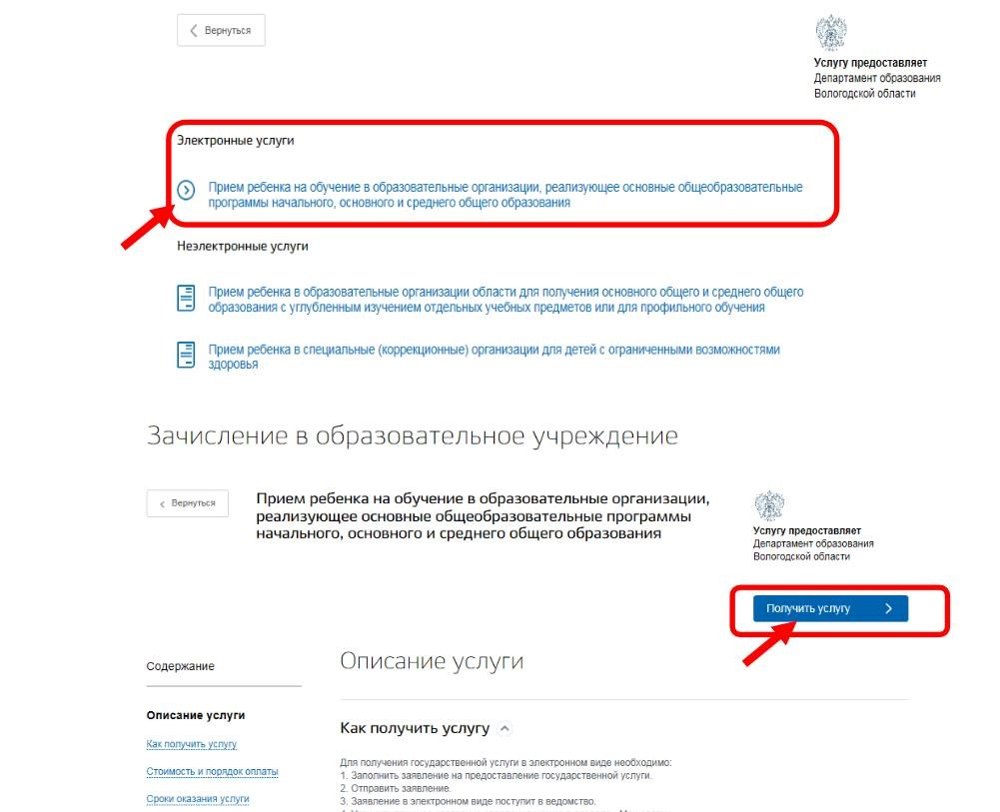 Вернуться
Услугу предоставляет
Департамент образования
Вологодской области
Электронные услуги
Прием ребенка на обучение в образовательные организации, реализующее основные общеобразовательные
программы начального, основного и среднего общего образования
Неэлектронные услуги
Прием ребенка в образовательные организации области для получения основного общего и среднего общего
образования с углубленным изучением отдельных учебных предметов или для профильного обучения
Прием ребенка в специальные (коррекционные) организации для детей с ограниченными возможностями
здоровья
Зачисление в образовательное учреждение
Вернуться
Прием ребенка на обучение в образовательные организации,
реализующее основные общеобразовательные программы
начального, основного и среднего общего образования
Услугу предоставляет
Департамент образования
Вологодской области
Получить услугу
Содержание
Описание услуги
Как получить услугу
Стоимость и порядок оплаты
Сроки оказания услуги
Описание услуги
Как получить услугу
Для получения государственной услуги в электронном виде необходимо:
1. Заполнить заявление на предоставление государственной услуги.
2. Отправить заявление.
3. Заявление в электронном виде поступит в ведомство.